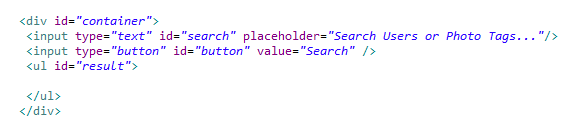 <div id="container">
<input type="text" id="search" placeholder="Search Users or Photo Tags..."/>
<input type="button" id="button" value="Search" />
<ul id="result">
</ul>
</div>